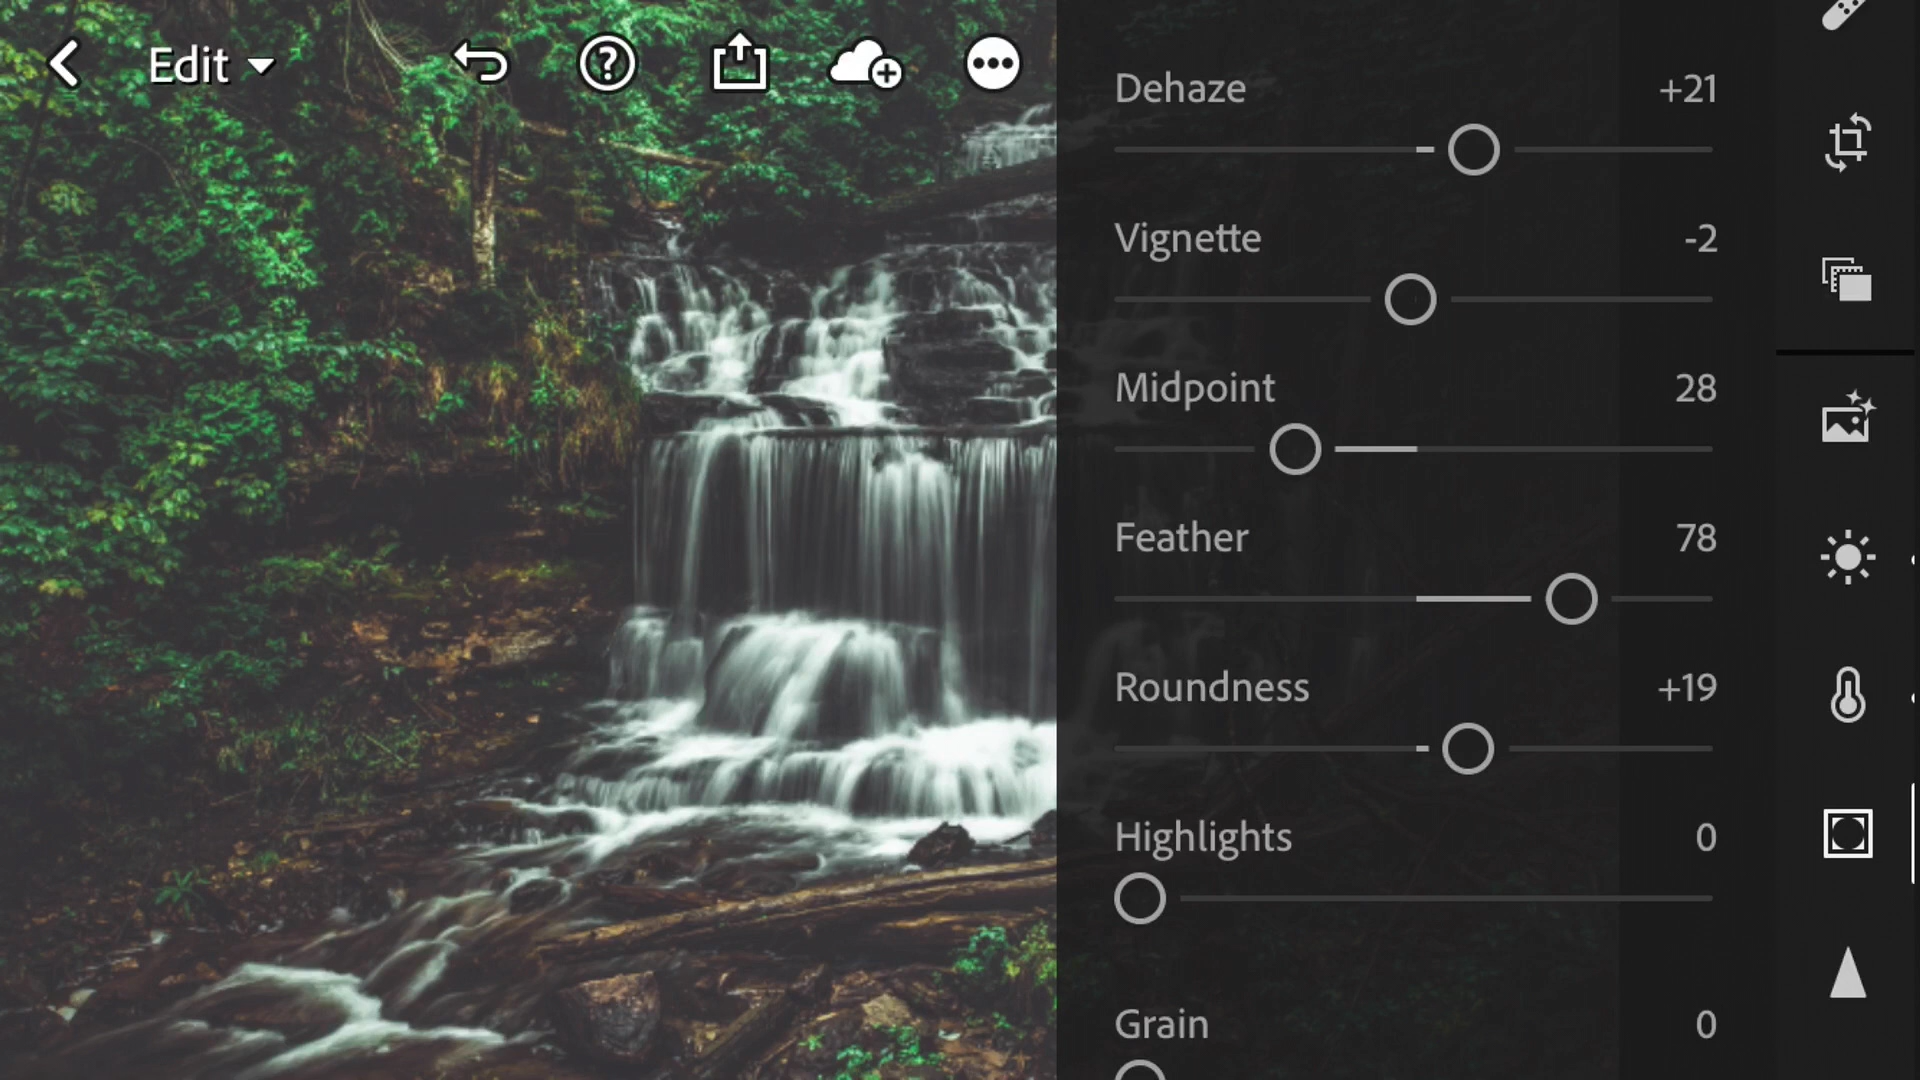 Edit
?
Dehaze +21
Vignette -2
Midpoint 28
Feather 78
Roundness +19
Highlights 0
Grain 0